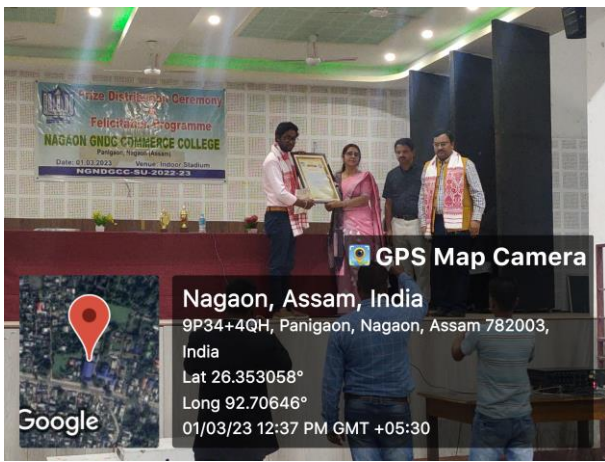 Prize Distribution Ceremony
&
Felicitation Programme
NAGAON GNDG COMMERCE COLLEGE
Panigaon, Nagaon (Assam)
Date: 01.03.2023 Venue: Indoor Stadium
NGNDGCC-SU-2022-23
GPS Map Camera
Nagaon, Assam, India
9P34+4QH, Panigaon, Nagaon, Assam 782003,
India
Lat 26.353058°
Long 92.70646°
01/03/23 12:37 PM GMT +05:30
Google